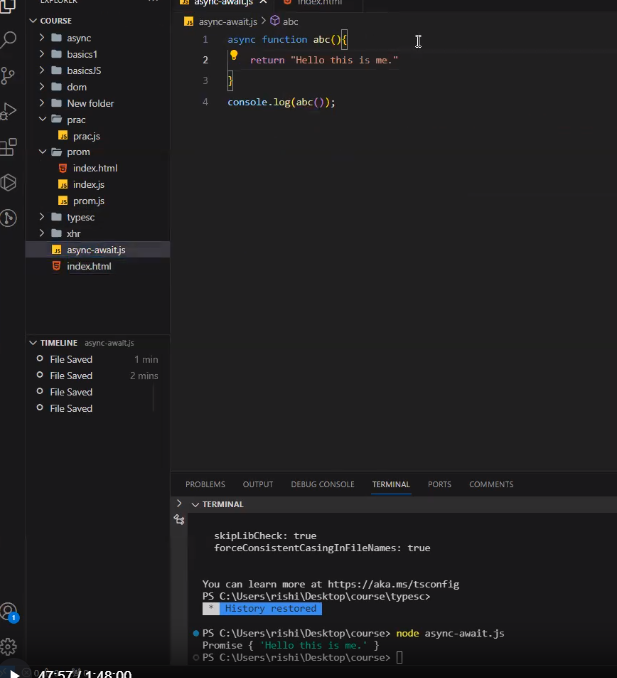 EXPLORER
COURSE
async
basics1
basicsJS
dom
New folder
prac
JS prac.js
prom
index.html
JS index.js
JS prom.js
typesc
xhr
JS async-await.js
index.html
TIMELINE async-await.js
File Saved 1 min
File Saved 2 mins
File Saved
File Saved
async-await.js index.html
JS async-await.js > abc
1 async function abc(){
2 return "Hello this is me."
3 }
4 console.log(abc());
PROBLEMS OUTPUT DEBUG CONSOLE TERMINAL PORTS COMMENTS
TERMINAL
skipLibCheck: true
forceConsistentCasingInFileNames: true
You can learn more at https://aka.ms/tsconfig
PS C:\Users\rishi\Desktop\course\typesc>
* History restored
PS C:\Users\rishi\Desktop\course> node async-await.js
Promise { 'Hello this is me.' }
PS C:\Users\rishi\Desktop\course>
1
47:57 / 1:48:00